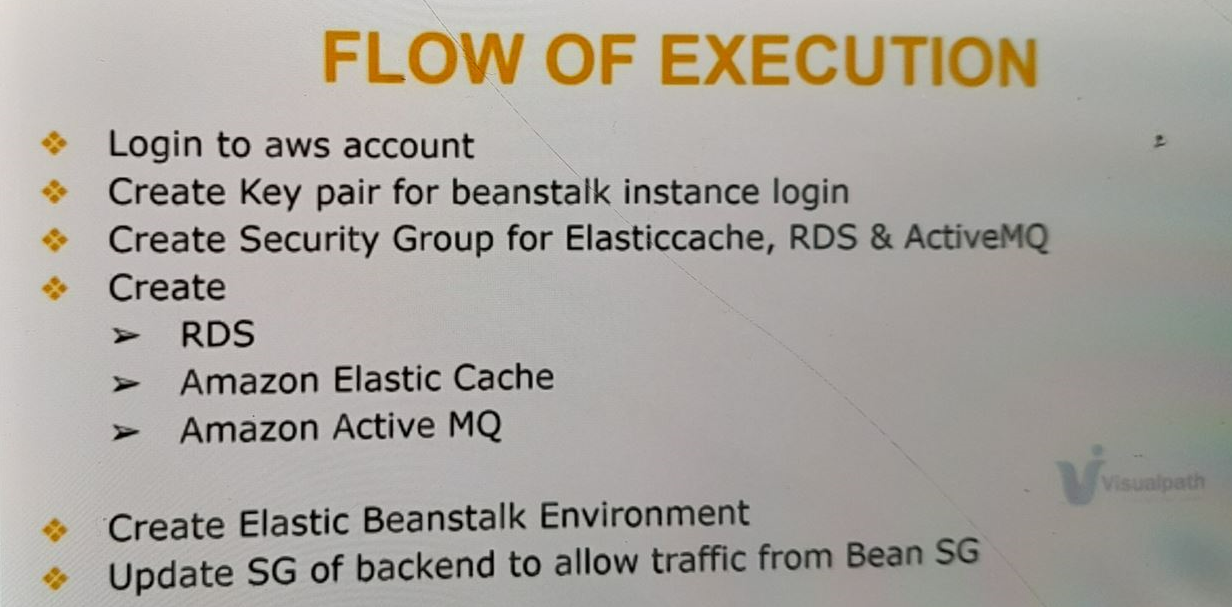 FLOW OF EXECUTION
Login to aws account
Create Key pair for beanstalk instance login
Create Security Group for Elasticcache, RDS & ActiveMQ
Create
RDS
Amazon Elastic Cache
Amazon Active MQ
Visualpath
Create Elastic Beanstalk Environment
Update SG of backend to allow traffic from Bean SG